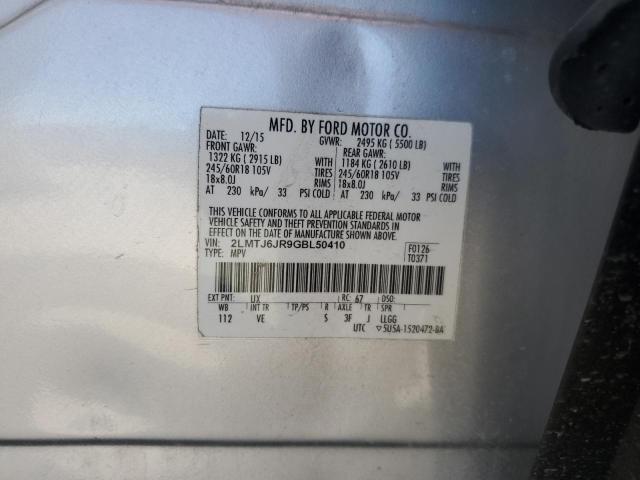 MFD. BY FORD MOTOR CO.
DATE: 12/15 GVWR: 2495 KG ( 5500 LB)
FRONT GAWR: REAR GAWR:
1322 KG ( 2915 LB) WITH 1184 KG ( 2610 LB) WITH
245/60R18 105V TIRES 245/60R18 105V TIRES
18x8.0J RIMS 18x8.0J RIMS
AT 230 kPa/ 33 PSI COLD AT 230 kPa/ 33 PSI COLD
THIS VEHICLE CONFORMS TO ALL APPLICABLE FEDERAL MOTOR
VEHICLE SAFETY AND THEFT PREVENTION STANDARDS IN EFFECT
ON THE DATE OF MANUFACTURE SHOWN ABOVE.
VIN: 2LMTJ6JR9GBL50410 F0126
TYPE: MPV T0371
EXT PNT: UX RC: 67 DSO:
WB INT TR TP/PS R AXLE TR SPR
112 VE S 3F J LLGG
UTC ▽5U5A-1520472-BA